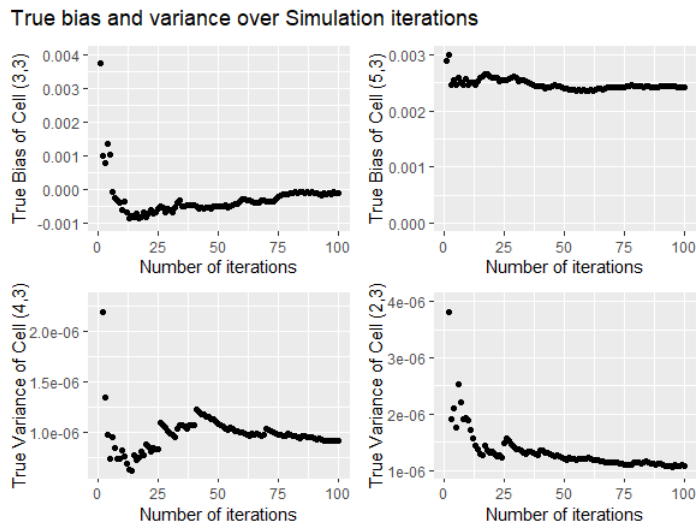 True bias and variance over Simulation iterations
True Bias of Cell (3,3)
0.004
0.003
0.002
0.001
0.000
-0.001
0 25 50 75 100
Number of iterations
True Bias of Cell (5,3)
0.003
0.002
0.001
0.000
0 25 50 75 100
Number of iterations
True Variance of Cell (4,3)
2.0e-06
1.5e-06
1.0e-06
0 25 50 75 100
Number of iterations
True Variance of Cell (2,3)
4e-06
3e-06
2e-06
1e-06
0 25 50 75 100
Number of iterations